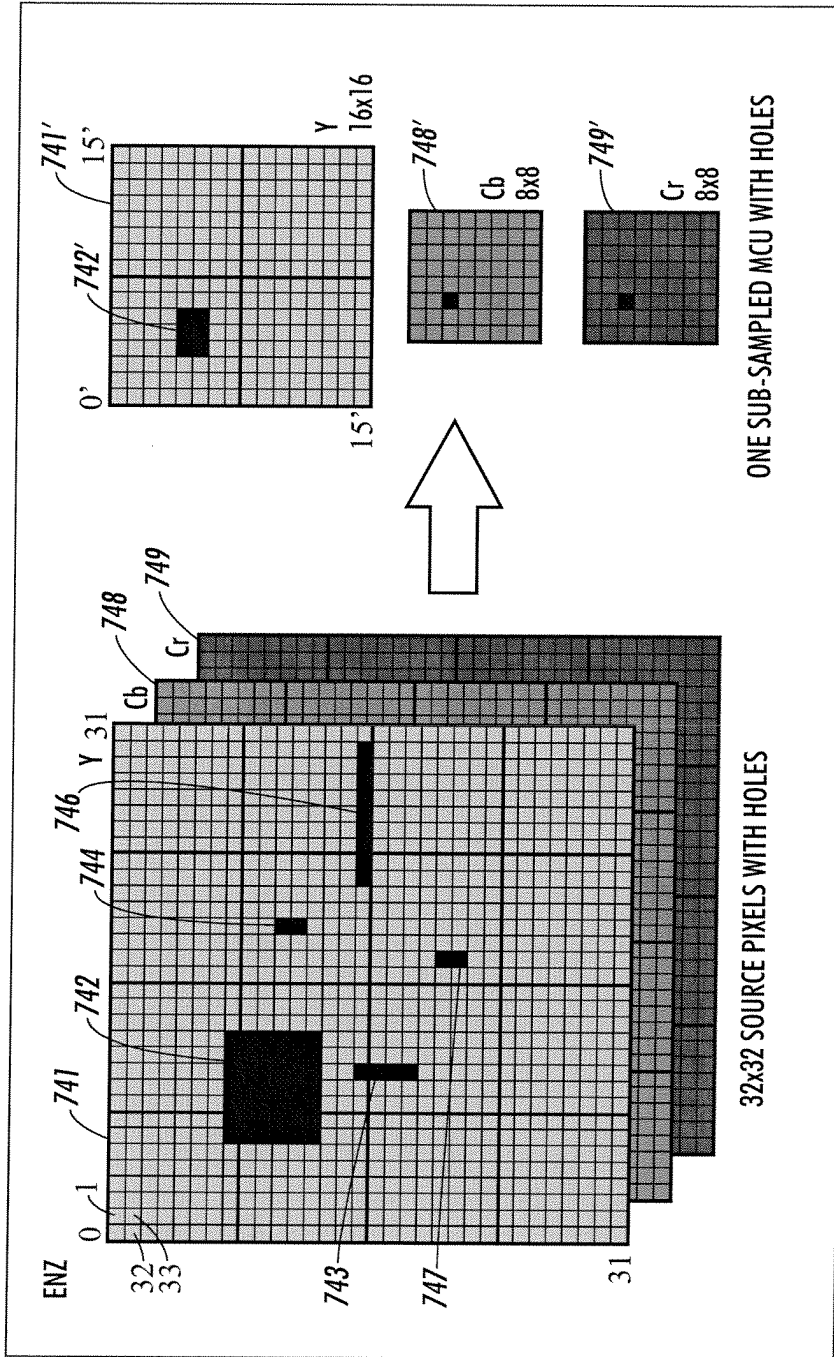 ENZ
0
1
741
742
744
746
Y
31
Cb
748
Cr
749
32
33
743
747
31
32x32 SOURCE PIXELS WITH HOLES
0'
742'
15'
741'
15'
Y
16x16
748'
Cb
8x8
749'
Cr
8x8
ONE SUB-SAMPLED MCU WITH HOLES